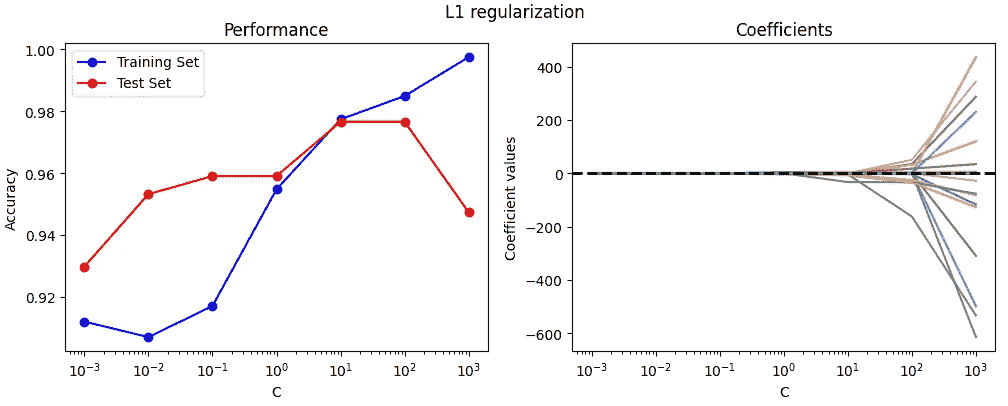 L1 regularization
Performance
Coefficients
1.00
0.98
0.96
0.94
0.92
Accuracy
Training Set
Test Set
10⁻³
10⁻²
10⁻¹
10⁰
10¹
10²
10³
C
400
200
0
−200
−400
−600
Coefficient values
10⁻³
10⁻²
10⁻¹
10⁰
10¹
10²
10³
C